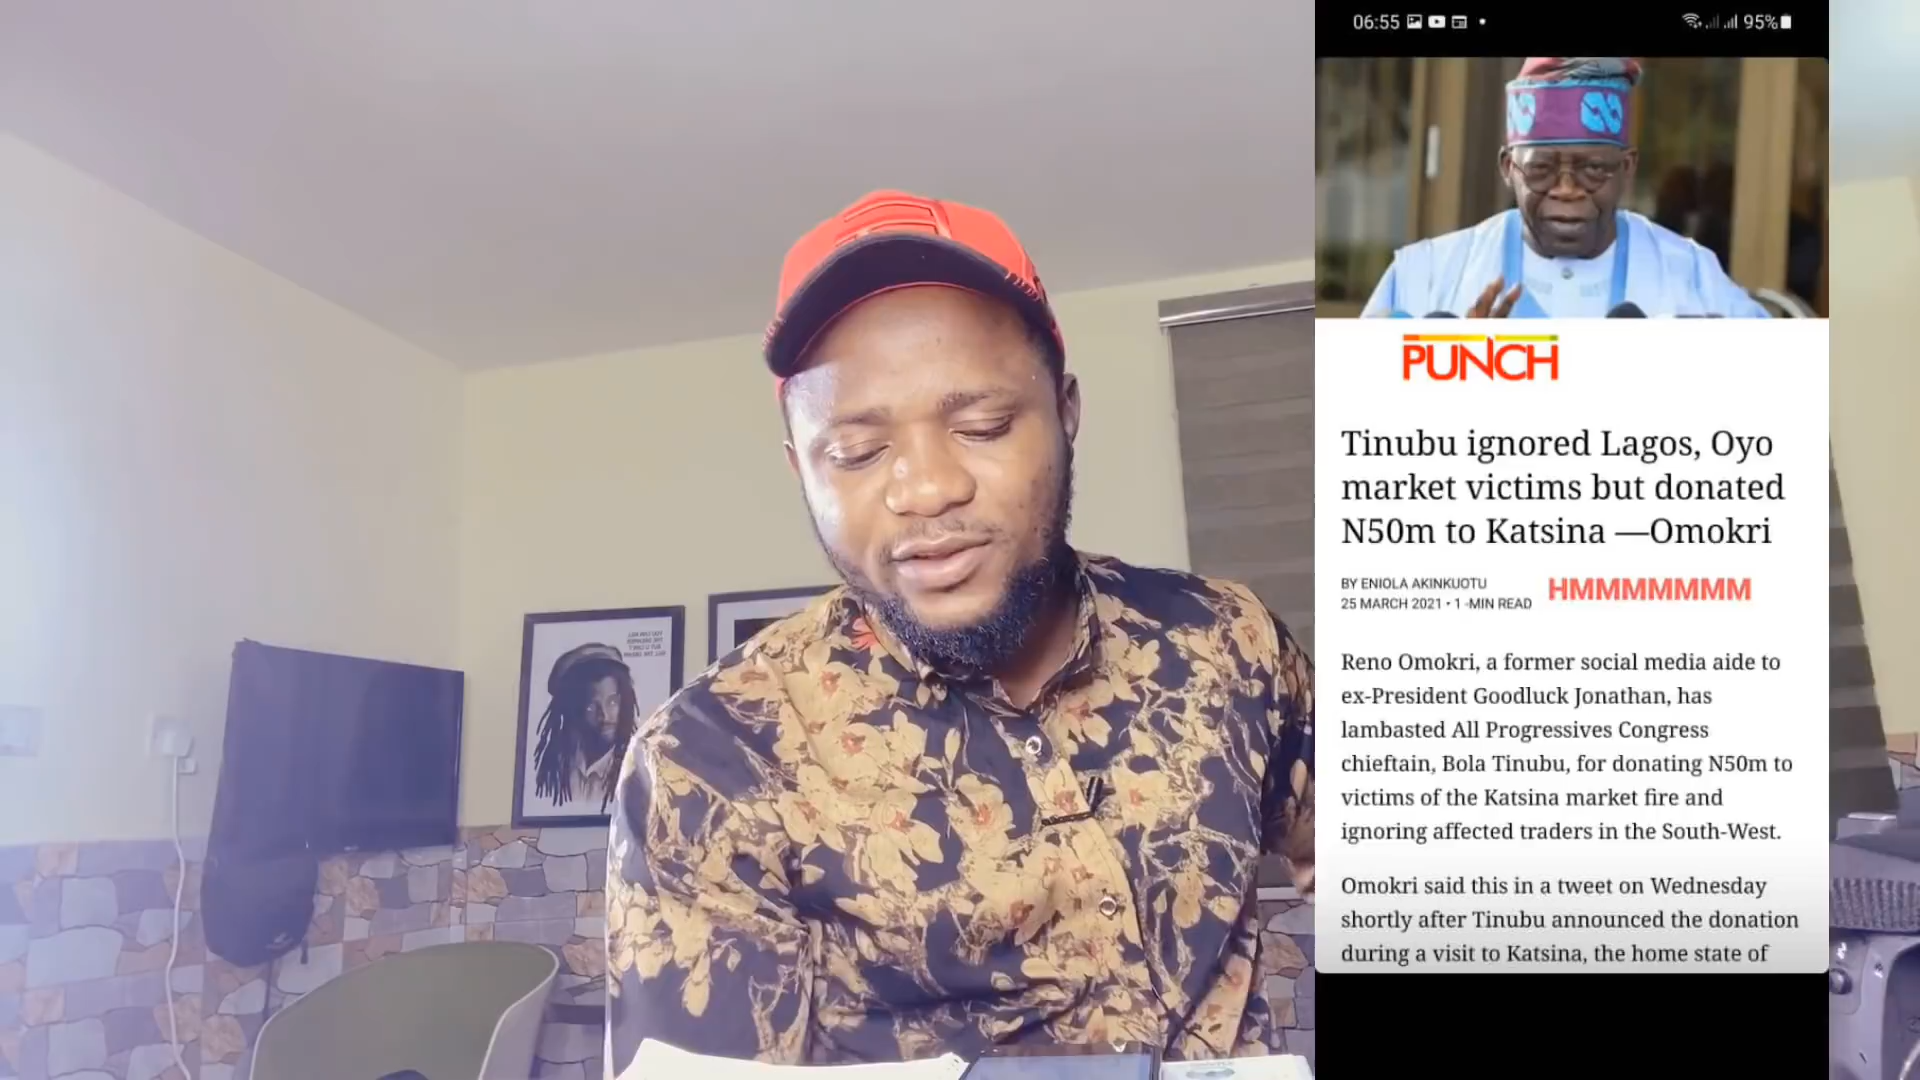 06:55
95%
PUNCH
Tinubu ignored Lagos, Oyo
market victims but donated
N50m to Katsina —Omokri
BY ENIOLA AKINKUOTU
25 MARCH 2021 • 1 -MIN READ
HMMMMMMM
Reno Omokri, a former social media aide to
ex-President Goodluck Jonathan, has
lambasted All Progressives Congress
chieftain, Bola Tinubu, for donating N50m to
victims of the Katsina market fire and
ignoring affected traders in the South-West.
Omokri said this in a tweet on Wednesday
shortly after Tinubu announced the donation
during a visit to Katsina, the home state of